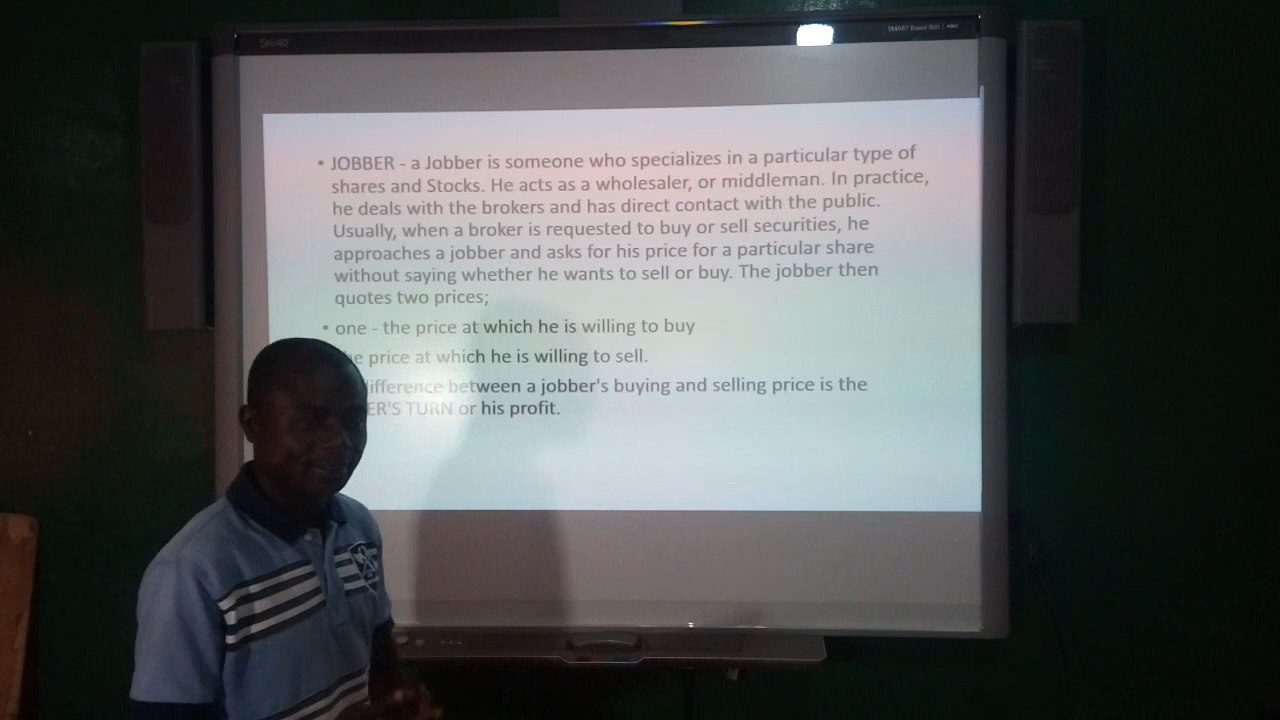 SMART
SMART Board 800
• JOBBER - a Jobber is someone who specializes in a particular type of
shares and Stocks. He acts as a wholesaler, or middleman. In practice,
he deals with the brokers and has direct contact with the public.
Usually, when a broker is requested to buy or sell securities, he
approaches a jobber and asks for his price for a particular share
without saying whether he wants to sell or buy. The jobber then
quotes two prices;
• one - the price at which he is willing to buy
price at which he is willing to sell.
between a jobber's buying and selling price is the
TURN or his profit.